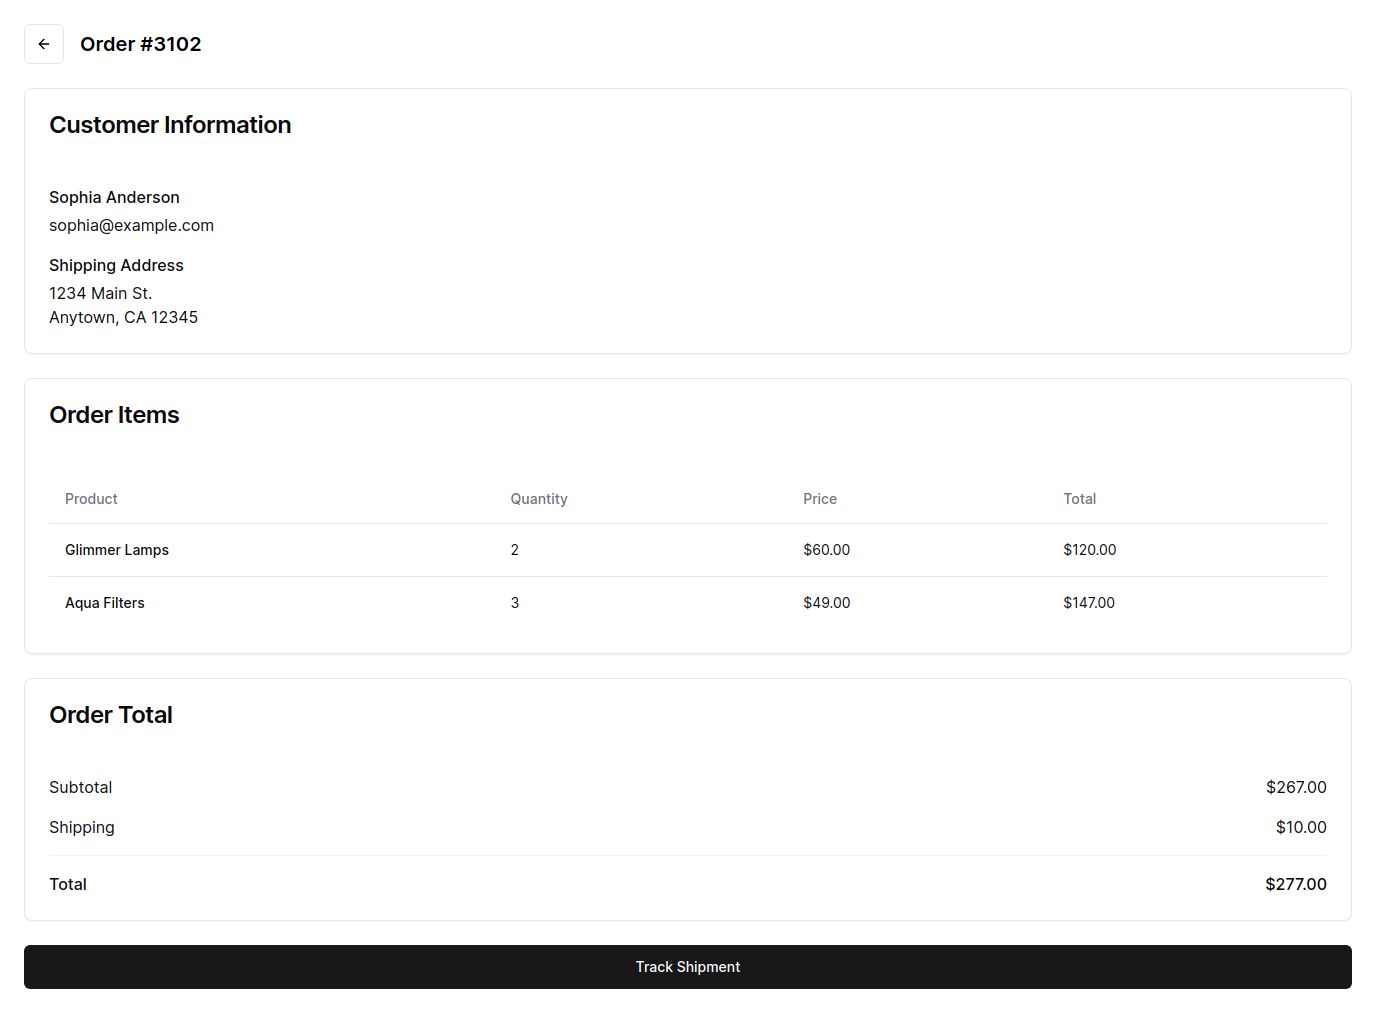 Order #3102
Customer Information
Sophia Anderson
sophia@example.com
Shipping Address
1234 Main St.
Anytown, CA 12345
Order Items
Product Quantity Price Total
Glimmer Lamps 2 $60.00 $120.00
Aqua Filters 3 $49.00 $147.00
Order Total
Subtotal $267.00
Shipping $10.00
Total $277.00
Track Shipment